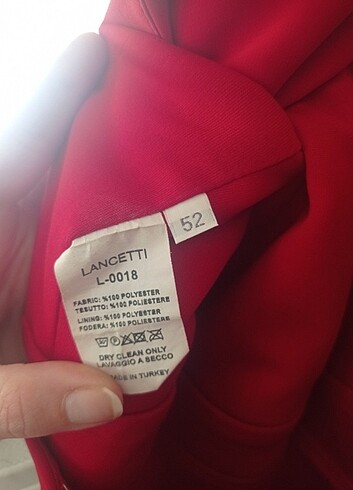 52
LANCETTI
L-0018
FABRIC: %100 POLYESTER
TESUTTO: %100 POLIESTERE
LINING: %100 POLYESTER
FODERA: %100 POLIESTERE
DRY CLEAN ONLY
LAVAGGIO A SECCO
MADE IN TURKEY